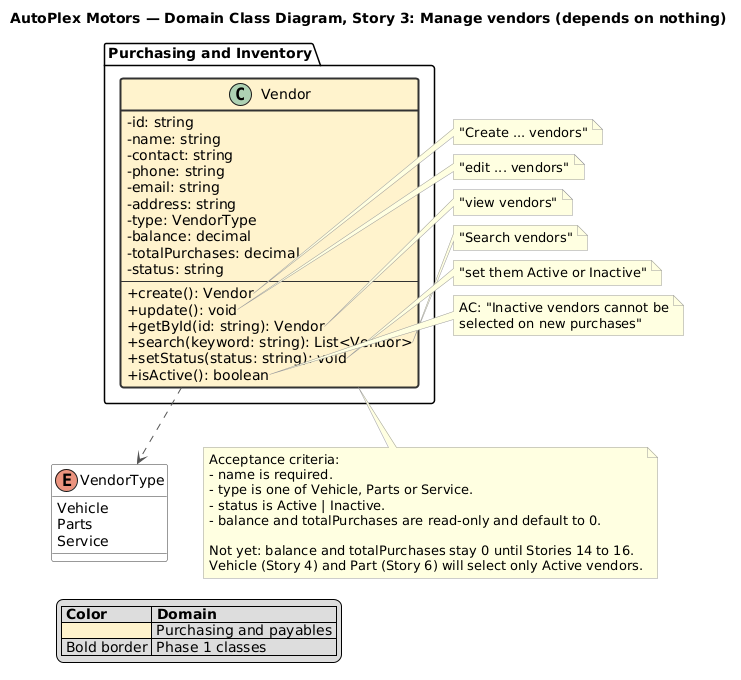 AutoPlex Motors — Domain Class Diagram, Story 3: Manage vendors (depends on nothing)
Purchasing and Inventory
C Vendor
-id: string
-name: string
-contact: string
-phone: string
-email: string
-address: string
-type: VendorType
-balance: decimal
-totalPurchases: decimal
-status: string
+create(): Vendor
+update(): void
+getById(id: string): Vendor
+search(keyword: string): List<Vendor>
+setStatus(status: string): void
+isActive(): boolean
"Create ... vendors"
"edit ... vendors"
"view vendors"
"Search vendors"
"set them Active or Inactive"
AC: "Inactive vendors cannot be
selected on new purchases"
E VendorType
Vehicle
Parts
Service
Acceptance criteria:
- name is required.
- type is one of Vehicle, Parts or Service.
- status is Active | Inactive.
- balance and totalPurchases are read-only and default to 0.
Not yet: balance and totalPurchases stay 0 until Stories 14 to 16.
Vehicle (Story 4) and Part (Story 6) will select only Active vendors.
Color Domain
Purchasing and payables
Bold border Phase 1 classes